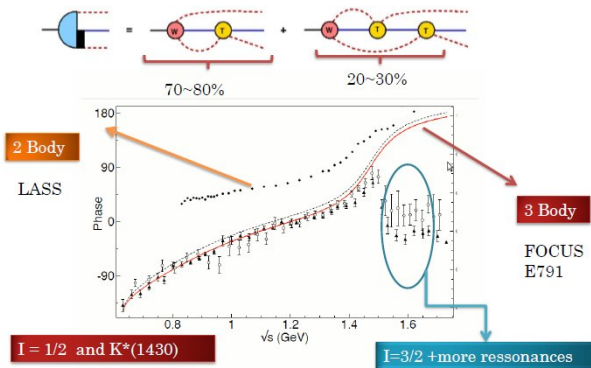 =
W
T
+
W
T
T
70~80%
20~30%
2 Body
LASS
180
90
0
-90
Phase
0.8
1
1.2
1.4
1.6
√s (GeV)
3 Body
FOCUS
E791
I = 1/2 and K*(1430)
I=3/2 +more ressonances